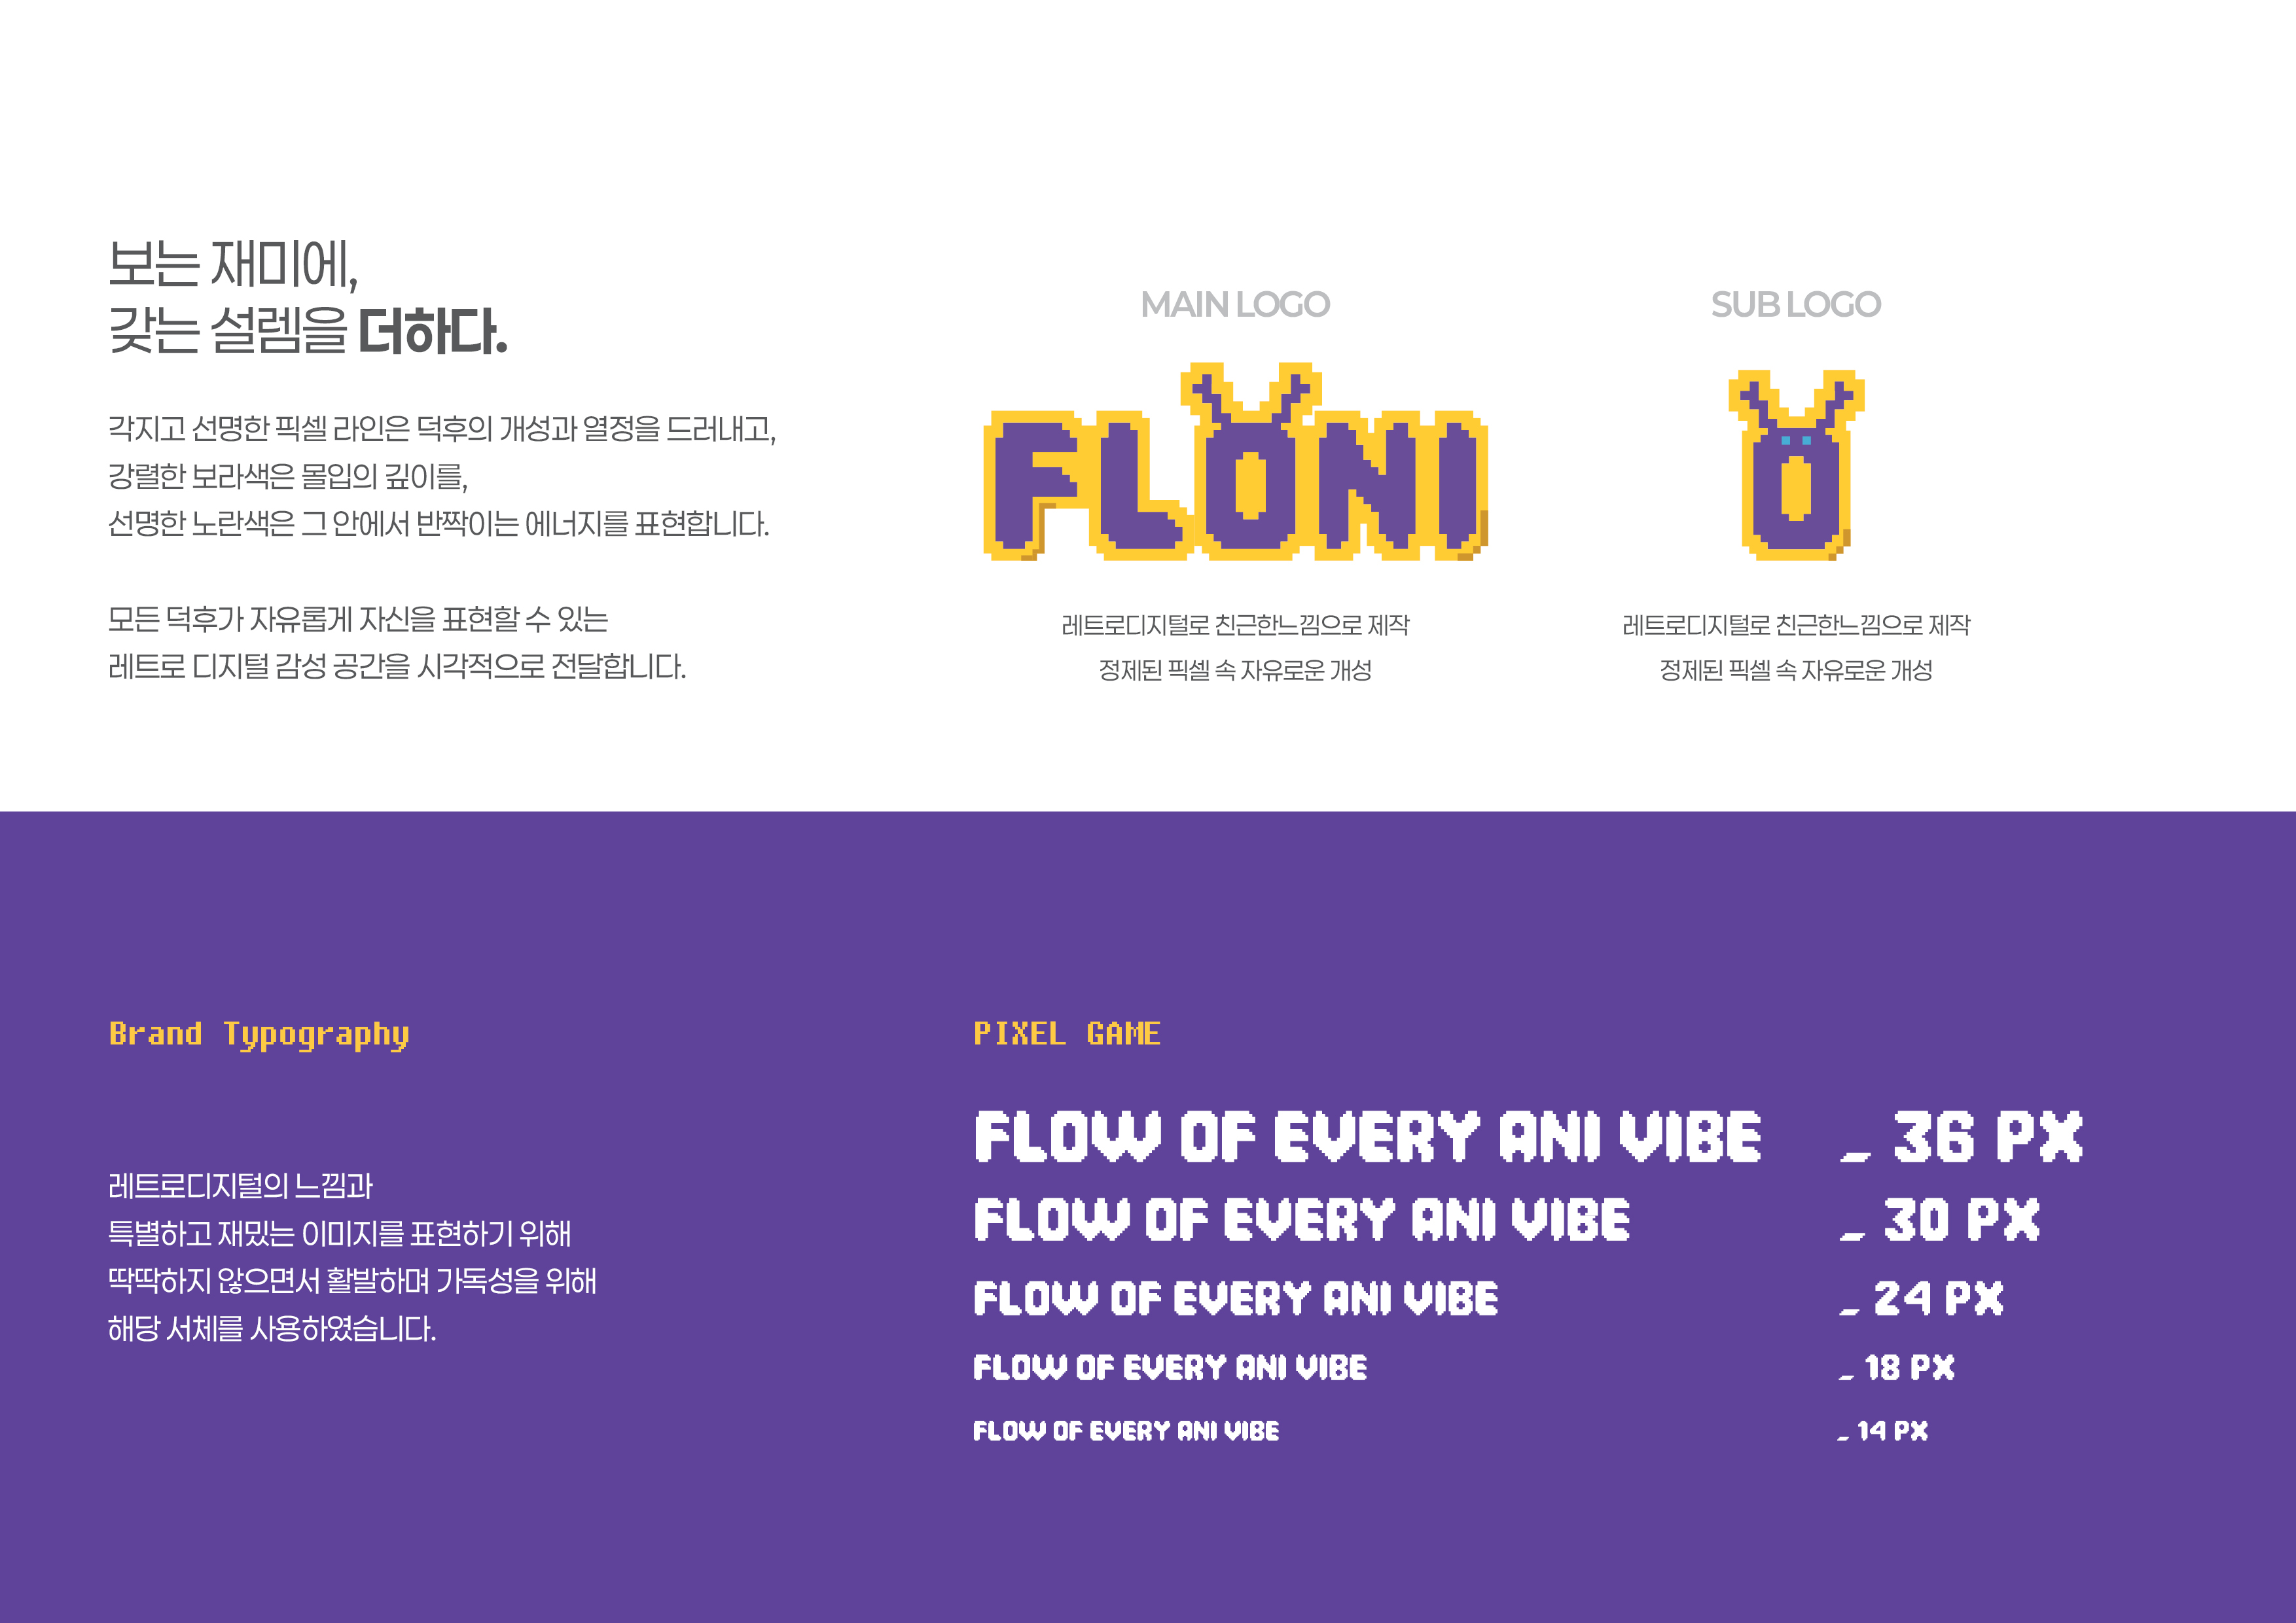 보는 재미에,
갖는 설렘을 더하다.
각지고 선명한 픽셀 라인은 덕후의 개성과 열정을 드러내고,
강렬한 보라색은 몰입의 깊이를,
선명한 노란색은 그 안에서 반짝이는 에너지를 표현합니다.
모든 덕후가 자유롭게 자신을 표현할 수 있는
레트로 디지털 감성 공간을 시각적으로 전달합니다.
MAIN LOGO
FLONI
레트로디지털로 친근한느낌으로 제작
정제된 픽셀 속 자유로운 개성
SUB LOGO
O
레트로디지털로 친근한느낌으로 제작
정제된 픽셀 속 자유로운 개성
Brand Typography
레트로디지털의 느낌과
특별하고 재밌는 이미지를 표현하기 위해
딱딱하지 않으면서 활발하며 가독성을 위해
해당 서체를 사용하였습니다.
PIXEL GAME
FLOW OF EVERY ANI VIBE _ 36 PX
FLOW OF EVERY ANI VIBE _ 30 PX
FLOW OF EVERY ANI VIBE _ 24 PX
FLOW OF EVERY ANI VIBE _ 18 PX
FLOW OF EVERY ANI VIBE _ 14 PX